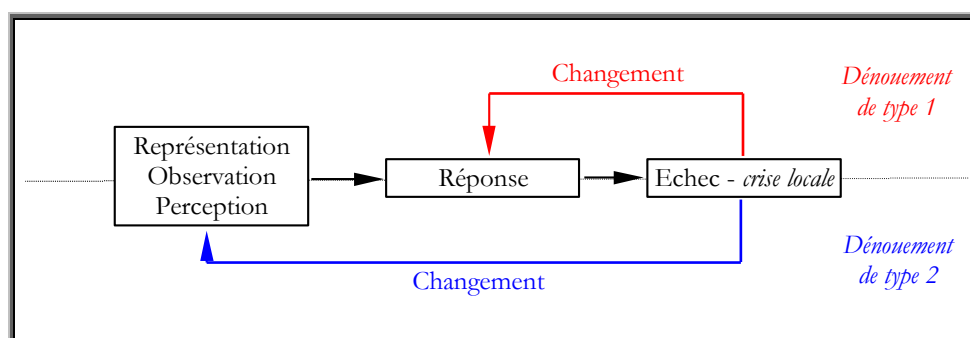 Changement
Dénouement
de type 1
Représentation
Observation
Perception
Réponse
Echec - crise locale
Dénouement
de type 2
Changement